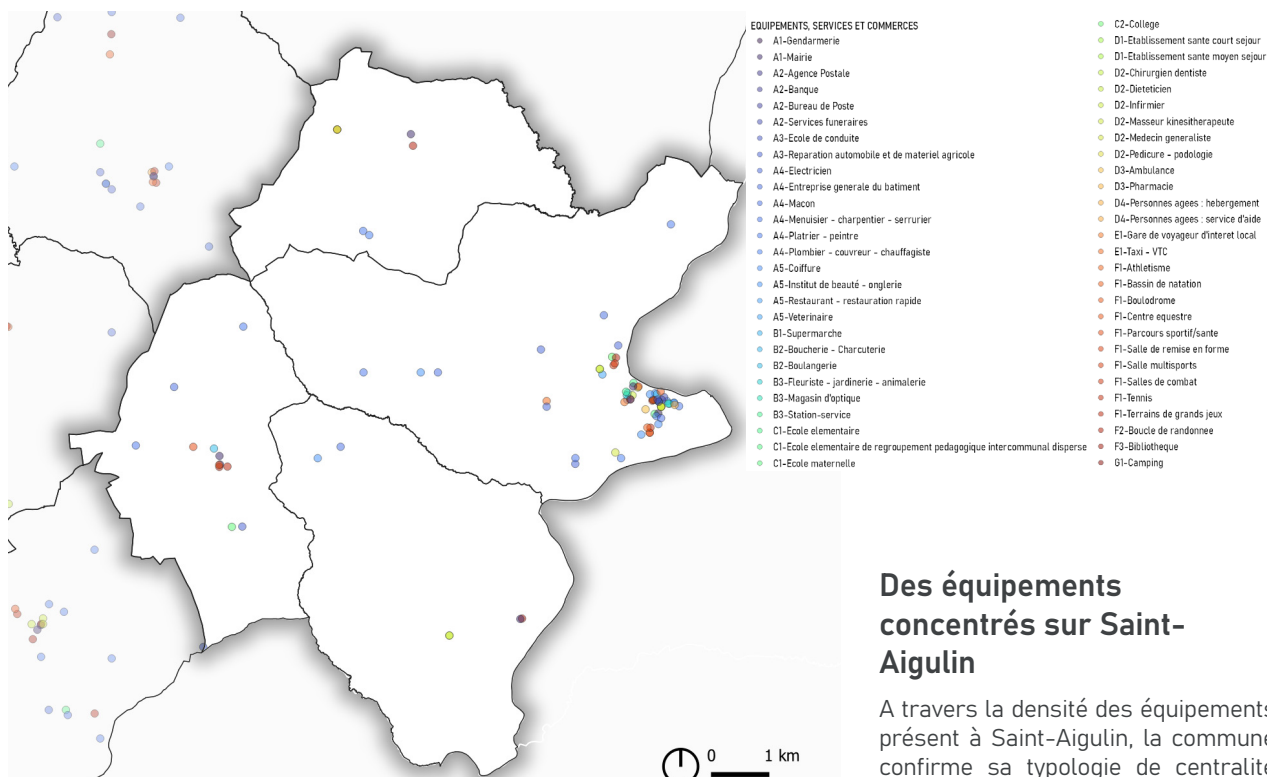 EQUIPEMENTS, SERVICES ET COMMERCES
A1-Gendarmerie
A1-Mairie
A2-Agence Postale
A2-Banque
A2-Bureau de Poste
A2-Services funeraires
A3-Ecole de conduite
A3-Reparation automobile et de materiel agricole
A4-Electricien
A4-Entreprise generale du batiment
A4-Macon
A4-Menuisier - charpentier - serrurier
A4-Platrier - peintre
A4-Plombier - couvreur - chauffagiste
A5-Coiffure
A5-Institut de beauté - onglerie
A5-Restaurant - restauration rapide
A5-Veterinaire
B1-Supermarche
B2-Boucherie - Charcuterie
B2-Boulangerie
B3-Fleuriste - jardinerie - animalerie
B3-Magasin d'optique
B3-Station-service
C1-Ecole elementaire
C1-Ecole elementaire de regroupement pedagogique intercommunal disperse
C1-Ecole maternelle
C2-College
D1-Etablissement sante court sejour
D1-Etablissement sante moyen sejour
D2-Chirurgien dentiste
D2-Dieteticien
D2-Infirmier
D2-Masseur kinesitherapeute
D2-Medecin generaliste
D2-Pedicure - podologie
D3-Ambulance
D3-Pharmacie
D4-Personnes agees : hebergement
D4-Personnes agees : service d'aide
E1-Gare de voyageur d'interet local
E1-Taxi - VTC
F1-Athletisme
F1-Bassin de natation
F1-Boulodrome
F1-Centre equestre
F1-Parcours sportif/sante
F1-Salle de remise en forme
F1-Salle multisports
F1-Salles de combat
F1-Tennis
F1-Terrains de grands jeux
F2-Boucle de randonnee
F3-Bibliotheque
G1-Camping
0 1 km
Des équipements
concentrés sur Saint-
Aigulin
A travers la densité des équipements
présent à Saint-Aigulin, la commune
confirme sa typologie de centralité